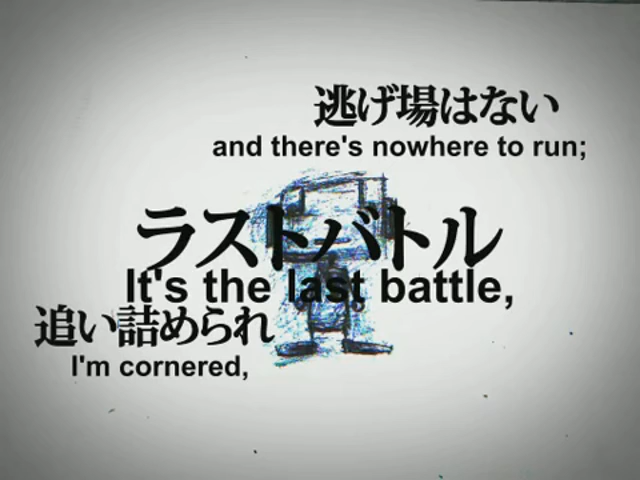 逃げ場はない
and there's nowhere to run;
ラストバトル
It's the last battle,
追い詰められ
I'm cornered,